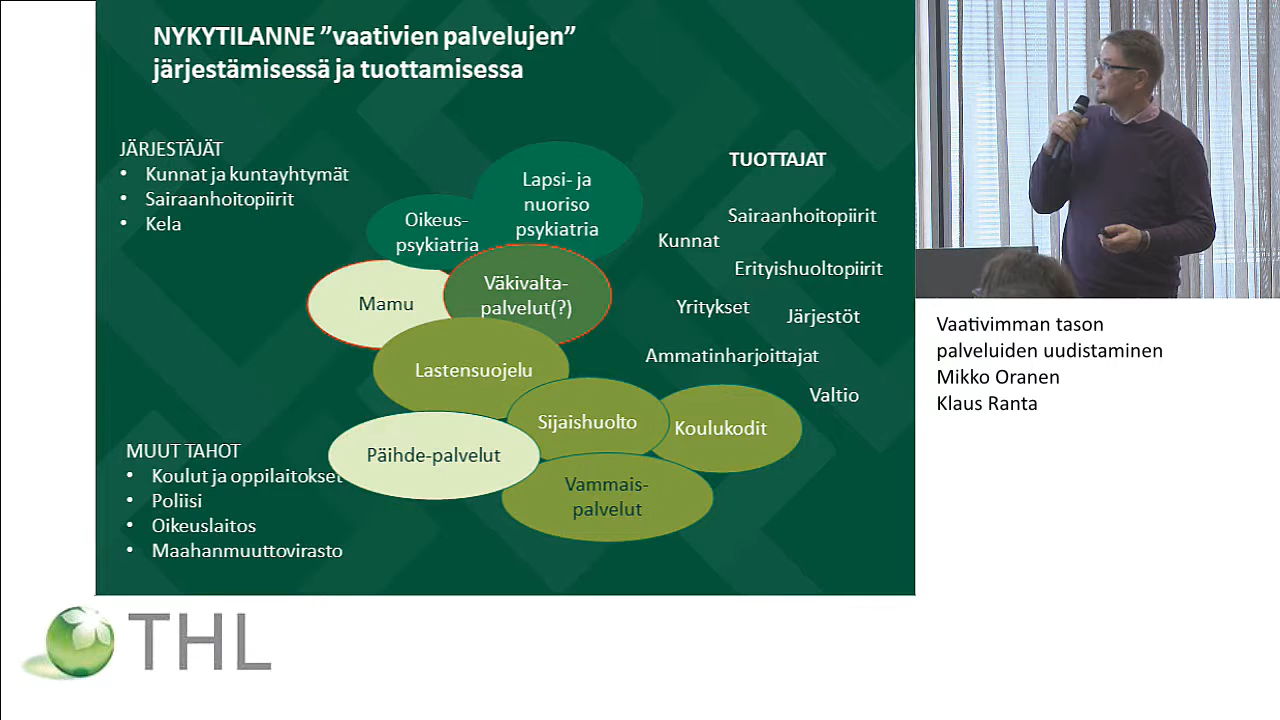 NYKYTILANNE ”vaativien palvelujen”
järjestämisessä ja tuottamisessa
JÄRJESTÄJÄT
• Kunnat ja kuntayhtymät
• Sairaanhoitopiirit
• Kela
Lapsi- ja
nuoriso
psykiatria
Oikeus-
psykiatria
Väkivalta-
palvelut(?)
Mamu
Lastensuojelu
Sijaishuolto
Koulukodit
Päihde-palvelut
Vammais-
palvelut
TUOTTAJAT
Sairaanhoitopiirit
Kunnat
Erityishuoltopiirit
Yritykset
Järjestöt
Ammatinharjoittajat
Valtio
MUUT TAHOT
• Koulut ja oppilaitokset
• Poliisi
• Oikeuslaitos
• Maahanmuuttovirasto
Vaativimman tason
palveluiden uudistaminen
Mikko Oranen
Klaus Ranta
THL